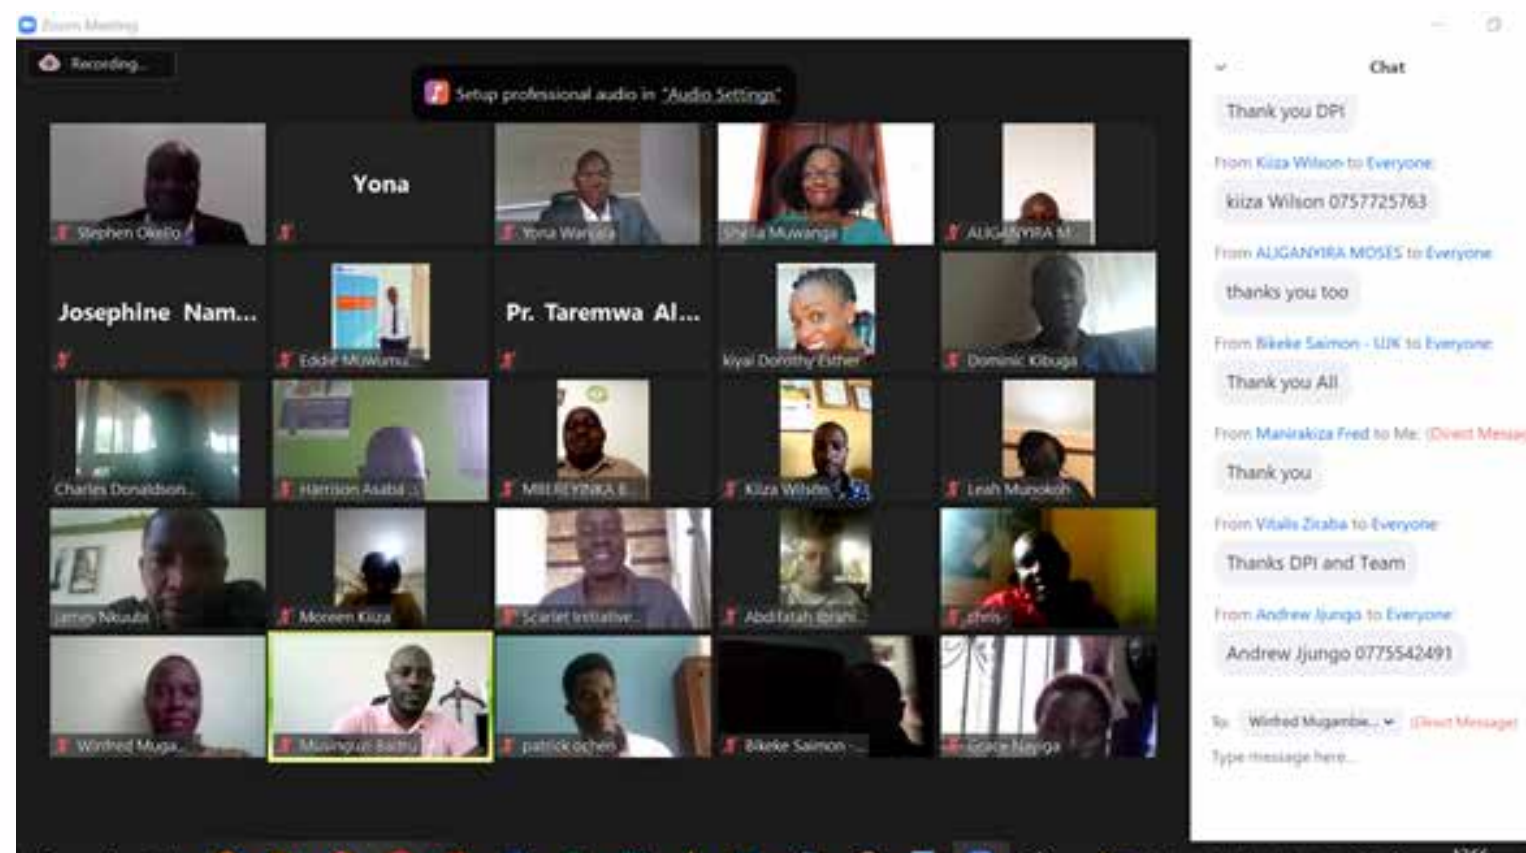 Zoom Meeting
Recording...
Setup professional audio in "Audio Settings"
Stephen Okello
Yona
Yona Wanjala
Sheila Muwanga
ALIGANYIRA M...
Josephine Nam...
Eddie Muwumu...
Pr. Taremwa Al...
kiyai Dorothy Esther
Dominic Kibuga
Charles Donaldson...
Harrison Asaba
MBEREYINKA B...
Kiiza Wilson
Leah Munokoh
James Nkuubi
Moreen Kiiza
Scarlet Initiative...
Abdifatah Ibrahi...
chris
Winfred Muga...
Musinguzi
patrick ochen
Bikeke Saimon -...
Grace Nayiga
Chat
Thank you DPI
From Kiiza Wilson to Everyone:
kiiza Wilson 0757725763
From ALIGANYIRA MOSES to Everyone:
thanks you too
From Bikeke Saimon - UJK to Everyone:
Thank you All
From Manirakiza Fred to Me: (Direct Messag
Thank you
From Vitalis Ziraba to Everyone:
Thanks DPI and Team
From Andrew Jjungo to Everyone:
Andrew Jjungo 0775542491
To: Winfred Mugambe... (Direct Message)
Type message here...